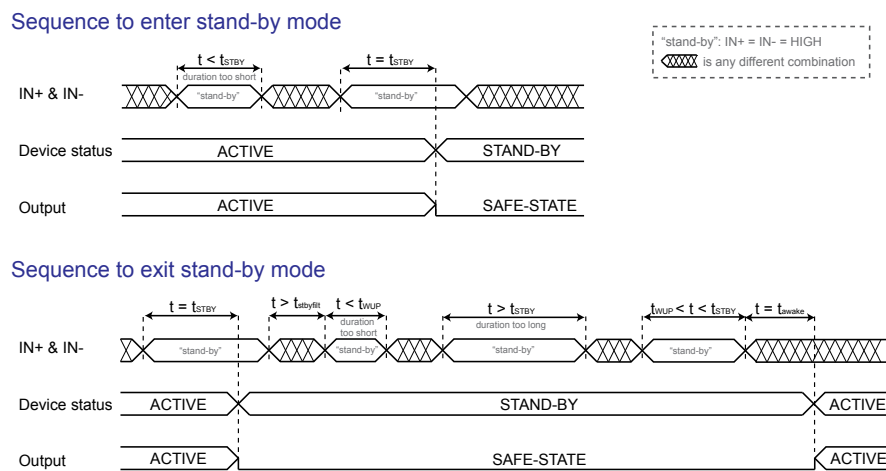 Sequence to enter stand-by mode
"stand-by": IN+ = IN- = HIGH
is any different combination
t < tSTBY
t = tSTBY
duration too short
IN+ & IN-
"stand-by"
"stand-by"
Device status
ACTIVE
STAND-BY
Output
ACTIVE
SAFE-STATE
Sequence to exit stand-by mode
t = tSTBY
t > tstbyfilt
t < tWUP
t > tSTBY
tWUP < t < tSTBY
t = tawake
duration
too short
duration too long
IN+ & IN-
"stand-by"
"stand-by"
"stand-by"
"stand-by"
Device status
ACTIVE
STAND-BY
ACTIVE
Output
ACTIVE
SAFE-STATE
ACTIVE